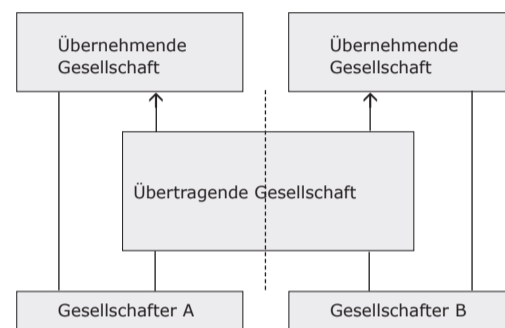 Übernehmende
Gesellschaft
Übernehmende
Gesellschaft
Übertragende Gesellschaft
Gesellschafter A
Gesellschafter B